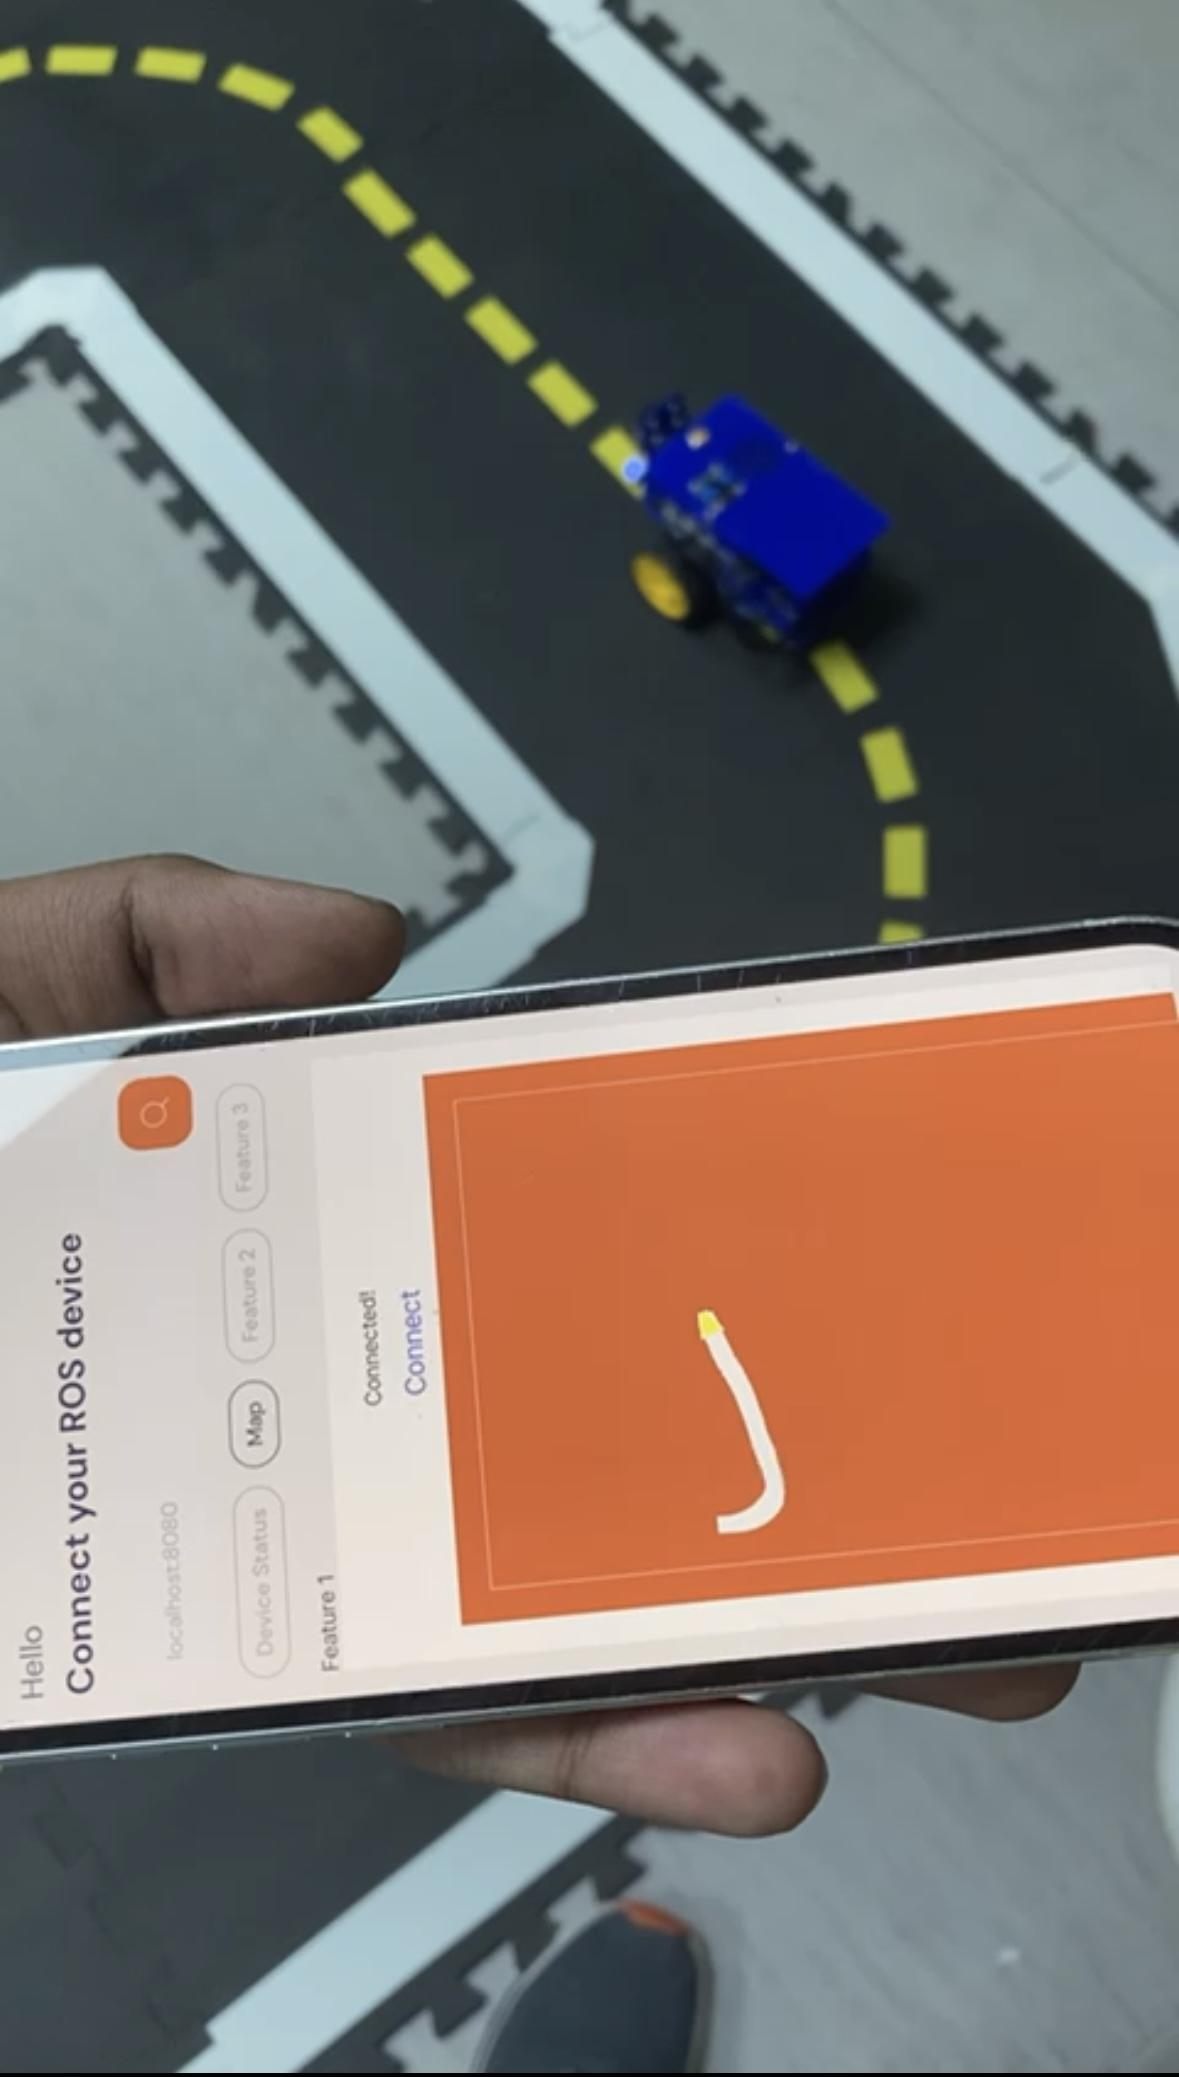 Hello
Connect your ROS device
localhost:8080
Device Status Map Feature 2 Feature 3
Feature 1
Connected!
Connect